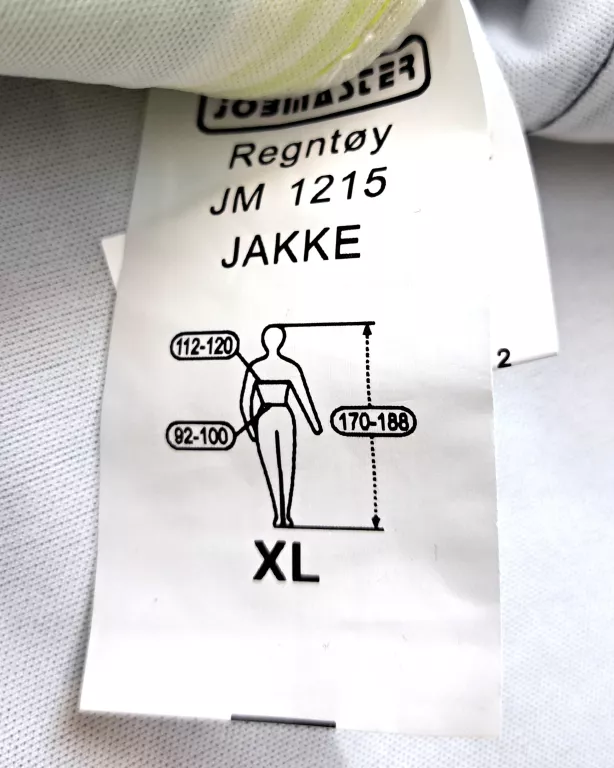 JOBMASTER
Regntøy
JM 1215
JAKKE
112-120
92-100
170-188
XL
2